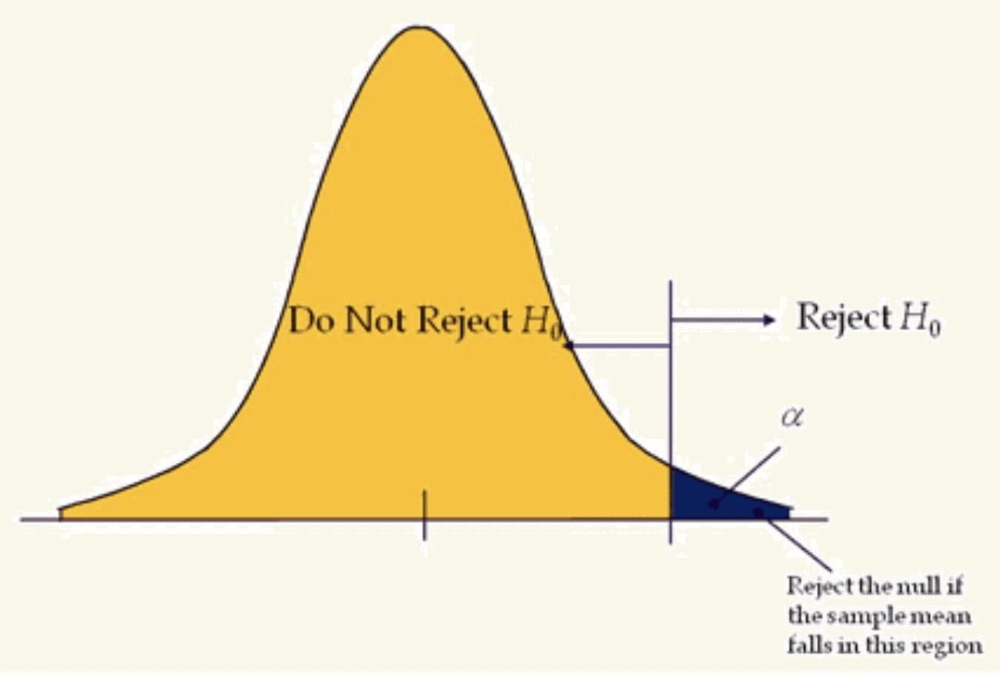 Do Not Reject H₀
Reject H₀
α
Reject the null if
the sample mean
falls in this region